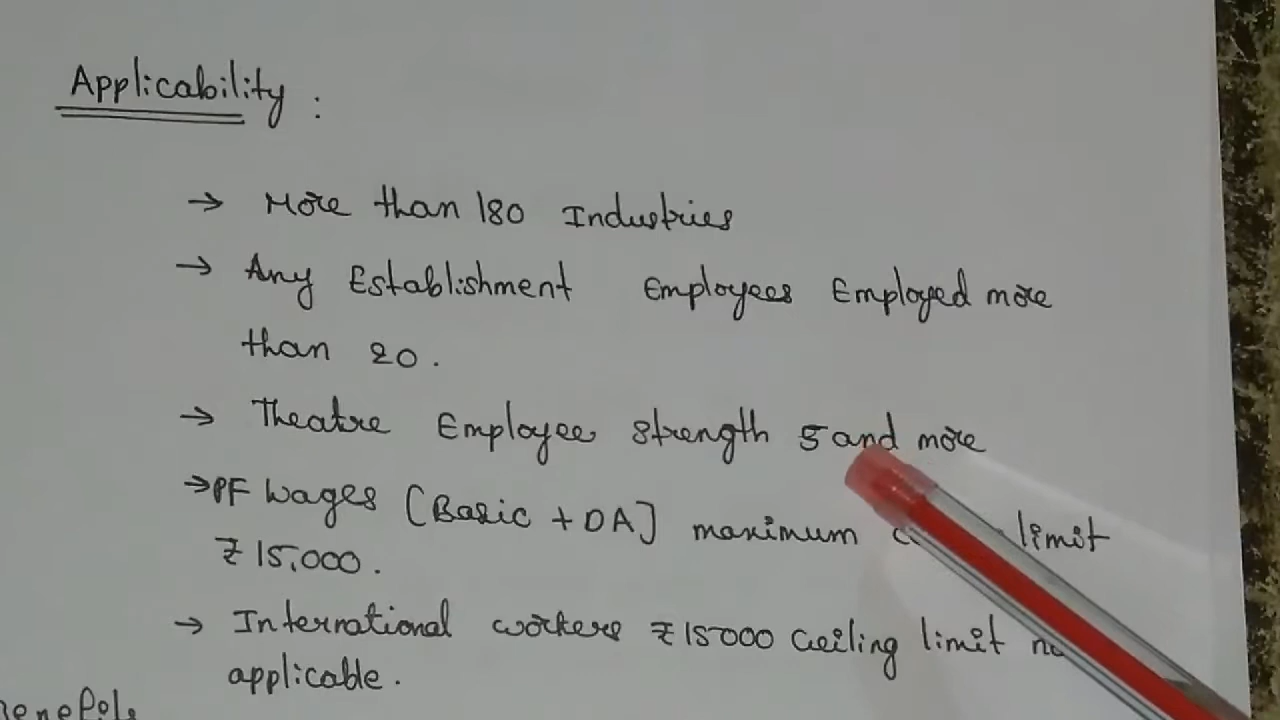 Applicability :
→ More than 180 Industries
→ Any Establishment Employees Employed more
than 20.
→ Theatre Employee strength 5 and more
→ PF Wages [Basic + DA] maximum limit
₹ 15,000.
→ International workers ₹ 15000 Ceiling limit
applicable.